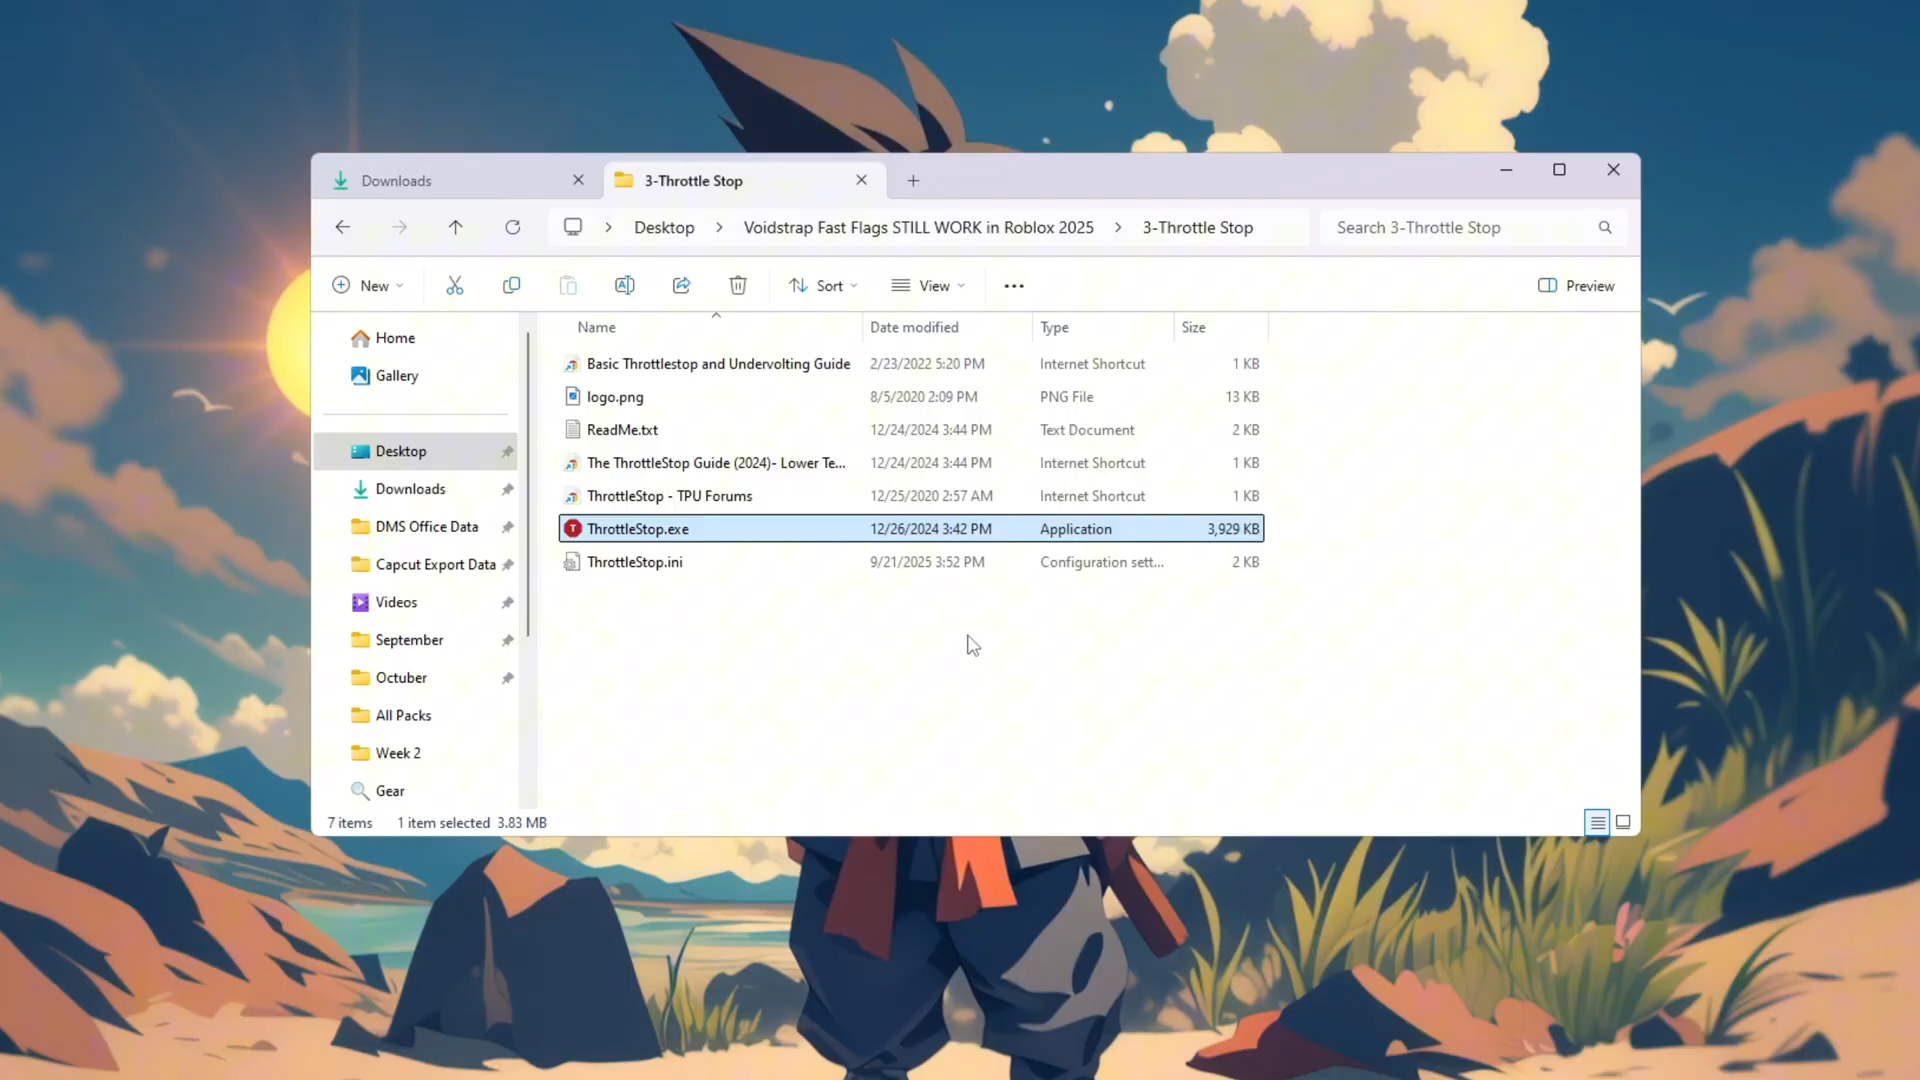 Downloads
3-Throttle Stop
Desktop > Voidstrap Fast Flags STILL WORK in Roblox 2025 > 3-Throttle Stop
Search 3-Throttle Stop
New
Sort
View
Preview
Home
Gallery
Desktop
Downloads
DMS Office Data
Capcut Export Data
Videos
September
Octuber
All Packs
Week 2
Gear
Name Date modified Type Size
Basic Throttlestop and Undervolting Guide 2/23/2022 5:20 PM Internet Shortcut 1 KB
logo.png 8/5/2020 2:09 PM PNG File 13 KB
ReadMe.txt 12/24/2024 3:44 PM Text Document 2 KB
The ThrottleStop Guide (2024)- Lower Te... 12/24/2024 3:44 PM Internet Shortcut 1 KB
ThrottleStop - TPU Forums 12/25/2020 2:57 AM Internet Shortcut 1 KB
ThrottleStop.exe 12/26/2024 3:42 PM Application 3,929 KB
ThrottleStop.ini 9/21/2025 3:52 PM Configuration sett... 2 KB
7 items 1 item selected 3.83 MB